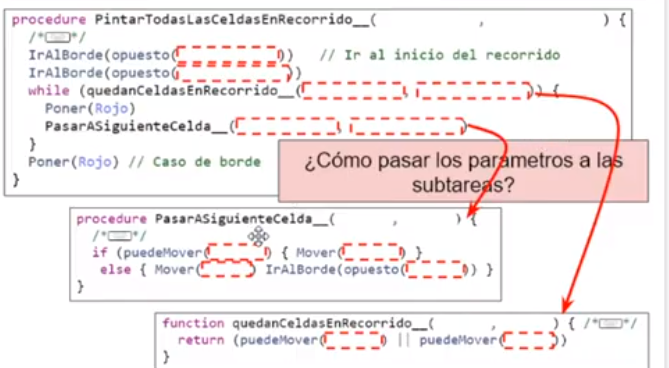 procedure PintarTodasLasCeldasEnRecorrido__( , ) {
/* */
IrAlBorde(opuesto( )) // Ir al inicio del recorrido
IrAlBorde(opuesto( ))
while (quedanCeldasEnRecorrido__( , )) {
Poner(Rojo)
PasarASiguienteCelda__( , )
}
Poner(Rojo) // Caso de borde
}
¿Cómo pasar los parámetros a las
subtareas?
procedure PasarASiguienteCelda__( , ) {
/* */
if (puedeMover( ) { Mover( ) }
else { Mover( ) IrAlBorde(opuesto( )) }
}
function quedanCeldasEnRecorrido__( , ) { /* */
return (puedeMover( ) || puedeMover( ))
}